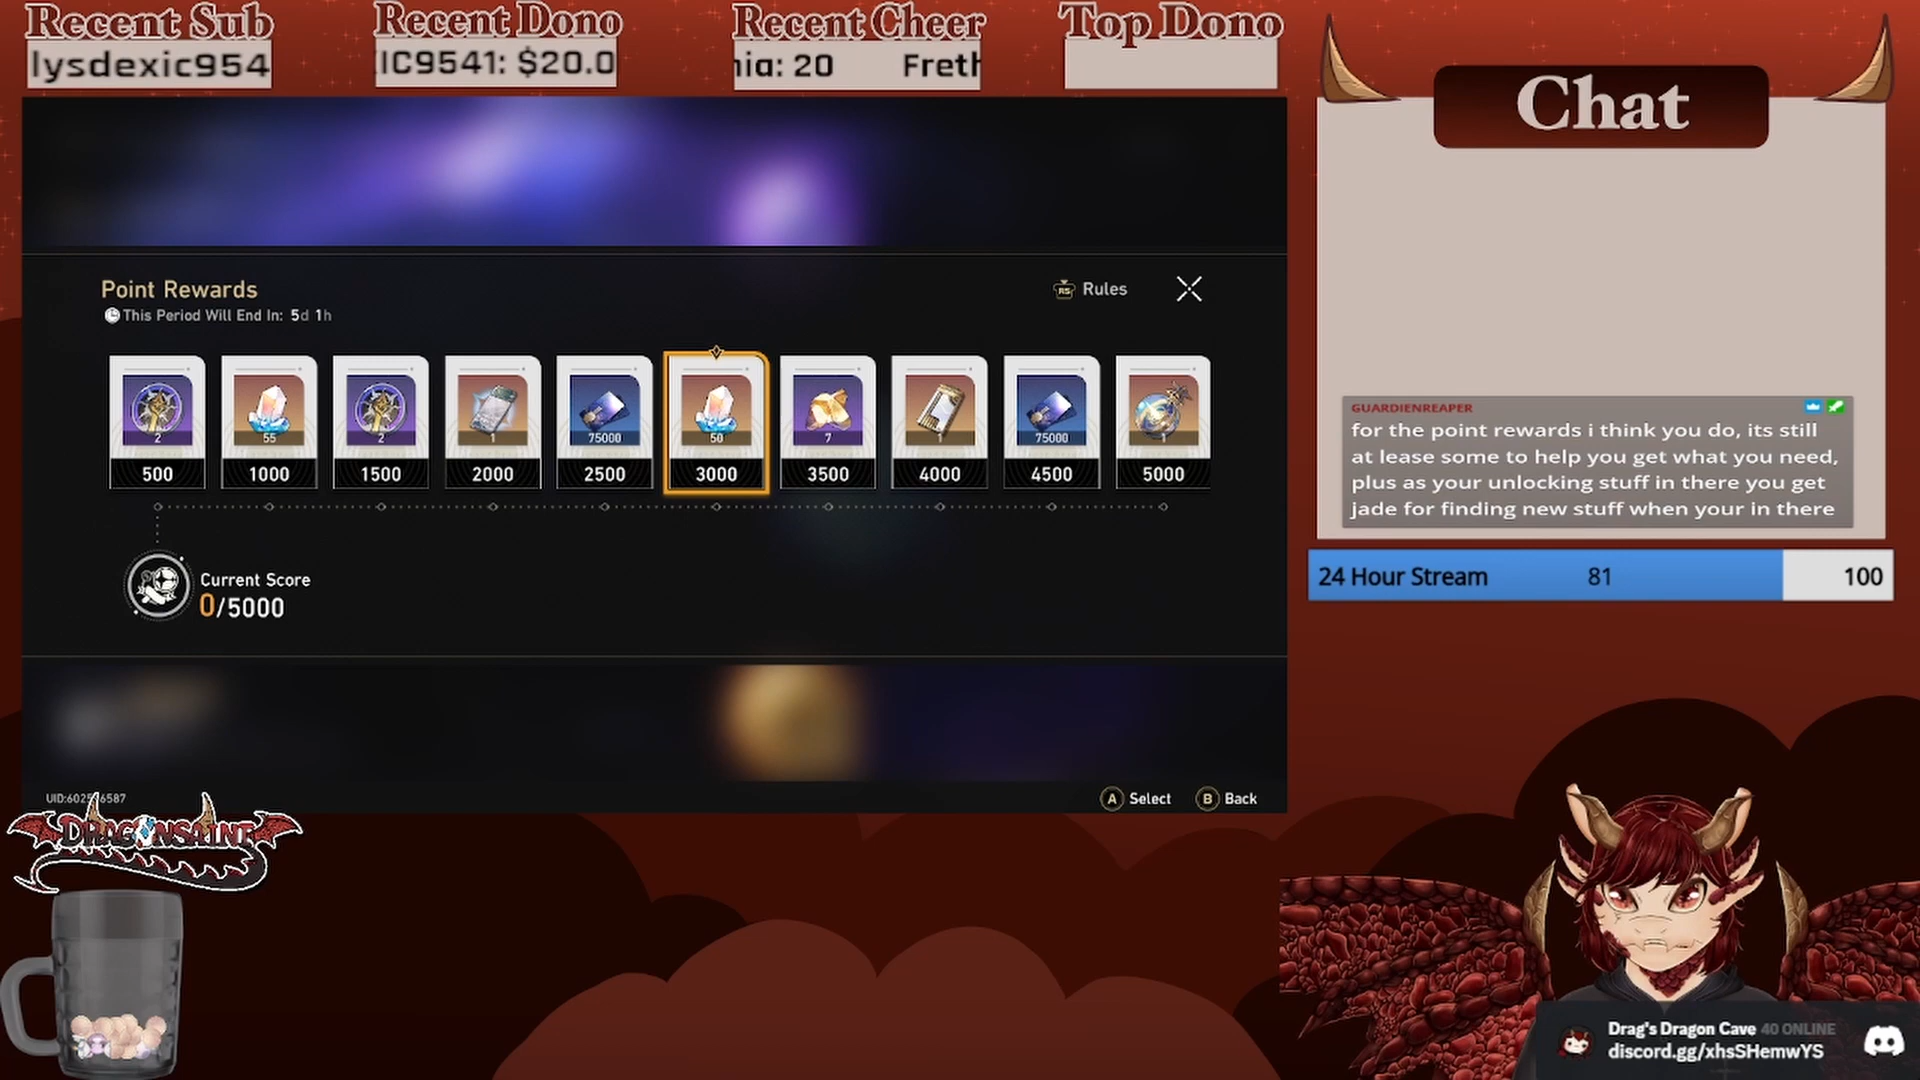 Recent Sub
lysdexic954
Recent Dono
IC9541: $20.0
Recent Cheer
nia: 20 Freth
Top Dono
Chat
Point Rewards
This Period Will End In: 5d 1h
Rules
2
55
2
1
75000
50
7
1
75000
1
500
1000
1500
2000
2500
3000
3500
4000
4500
5000
Current Score
0/5000
Select
Back
A
B
GUARDIENREAPER
for the point rewards i think you do, its still
at lease some to help you get what you need,
plus as your unlocking stuff in there you get
jade for finding new stuff when your in there
24 Hour Stream 81 100
DRAGONSAINT
Drag's Dragon Cave 40 ONLINE
discord.gg/xhsSHemwYS